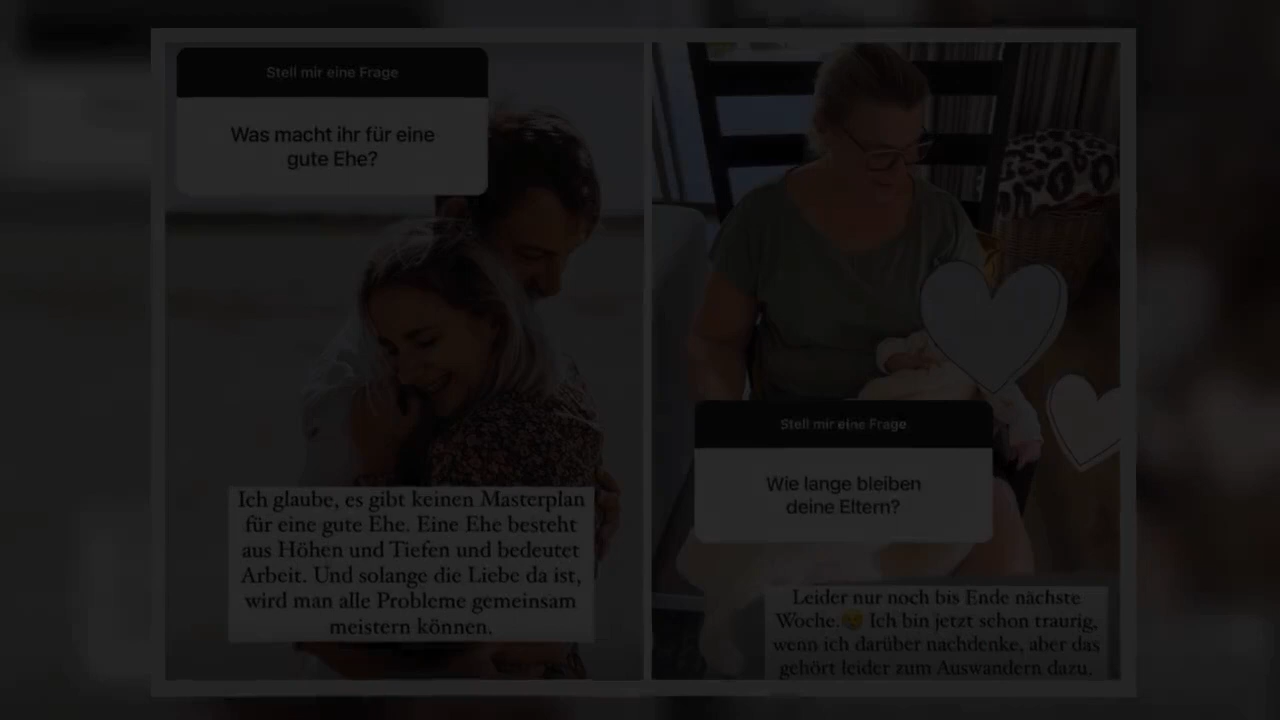 Stell mir eine Frage
Was macht ihr für eine
gute Ehe?
Ich glaube, es gibt keinen Masterplan
für eine gute Ehe. Eine Ehe besteht
aus Höhen und Tiefen und bedeutet
Arbeit. Und solange die Liebe da ist,
wird man alle Probleme gemeinsam
meistern können.
Stell mir eine Frage
Wie lange bleiben
deine Eltern?
Leider nur noch bis Ende nächste
Woche.😢 Ich bin jetzt schon traurig,
wenn ich darüber nachdenke, aber das
gehört leider zum Auswandern dazu.